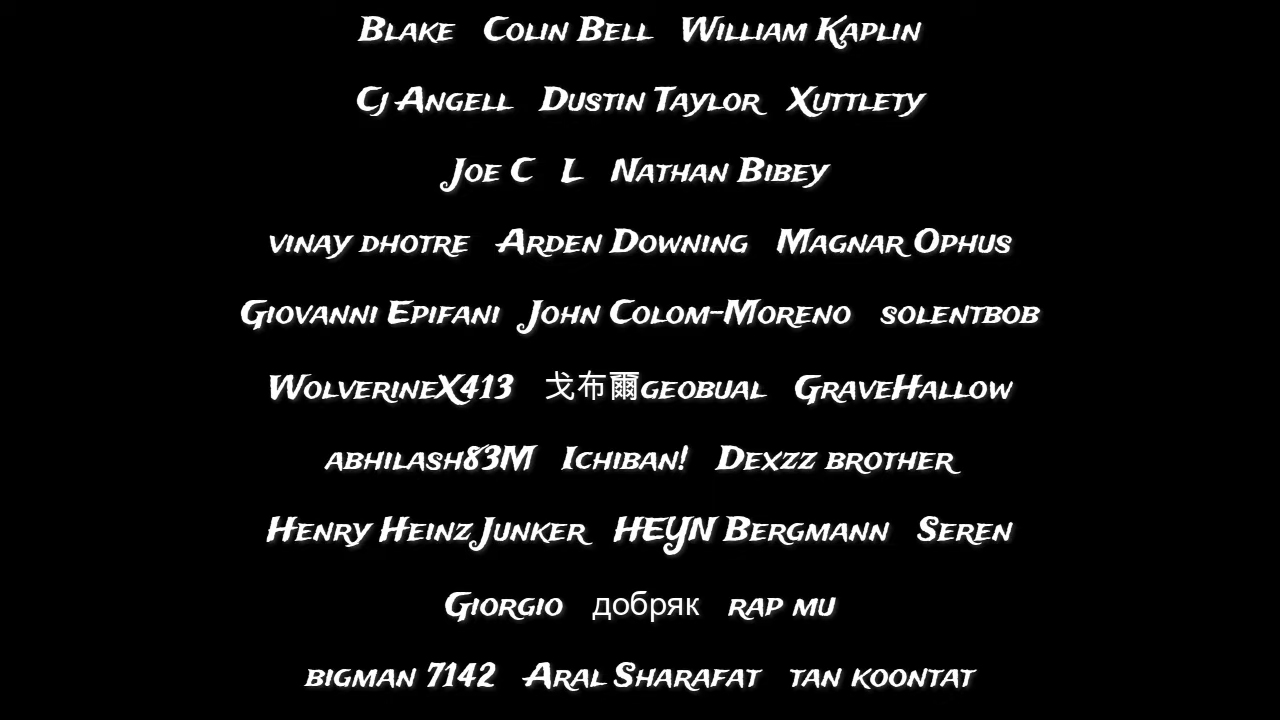 Blake Colin Bell William Kaplin
Cj Angell Dustin Taylor Xuttlety
Joe C L Nathan Bibey
vinay dhotre Arden Downing Magnar Ophus
Giovanni Epifani John Colom-Moreno solentbob
WolverineX413 戈布爾geobual GraveHallow
abhilash83M Ichiban! Dexzz brother
Henry Heinz Junker HEYN Bergmann Seren
Giorgio добряк rap mu
bigman 7142 Aral Sharafat tan koontat